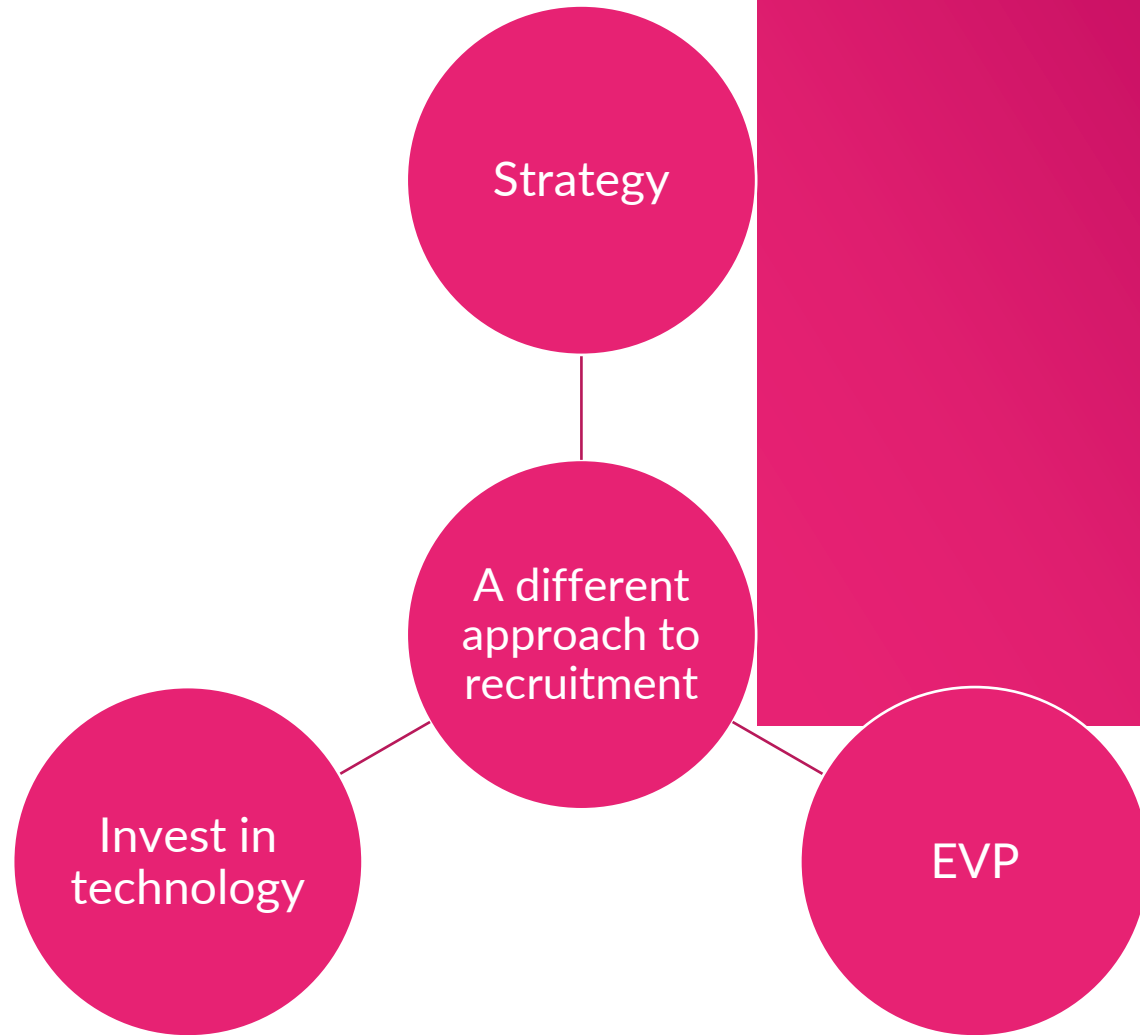 Strategy
A different
approach to
recruitment
Invest in
technology
EVP